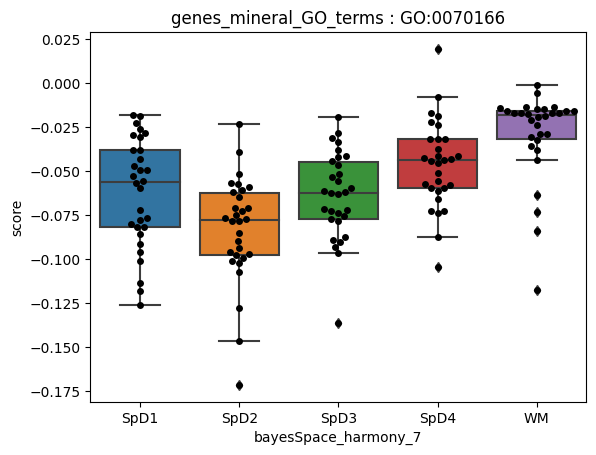 genes_mineral_GO_terms : GO:0070166
0.025
0.000
−0.025
−0.050
−0.075
−0.100
−0.125
−0.150
−0.175
score
SpD1 SpD2 SpD3 SpD4 WM
bayesSpace_harmony_7